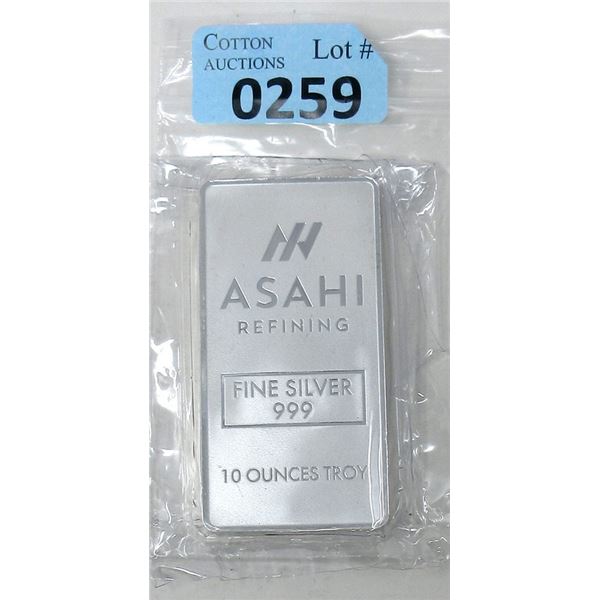 COTTON AUCTIONS Lot #
0259
ASAHI
REFINING
FINE SILVER
999
10 OUNCES TROY